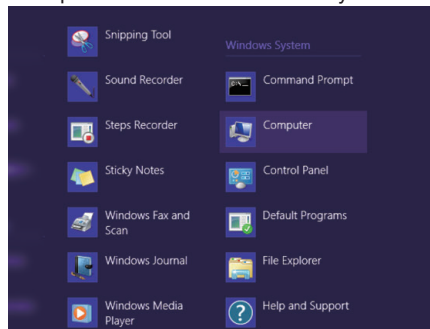 Snipping Tool
Sound Recorder
Steps Recorder
Sticky Notes
Windows Fax and
Scan
Windows Journal
Windows Media
Player
Windows System
Command Prompt
Computer
Control Panel
Default Programs
File Explorer
Help and Support